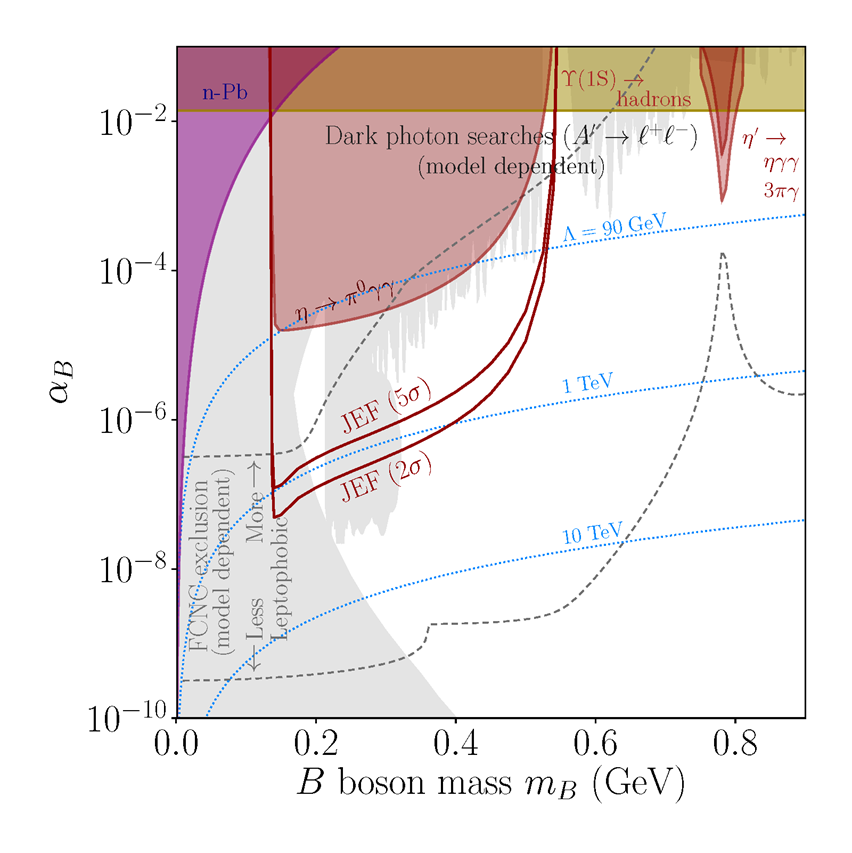 n-Pb
Υ(1S) →
hadrons
Dark photon searches (A′ → ℓ⁺ℓ⁻)
(model dependent)
η′ →
ηγγ
3πγ
Λ = 90 GeV
η → π⁰γγ
1 TeV
JEF (5σ)
JEF (2σ)
10 TeV
FCNC exclusion
(model dependent)
← Less More →
Leptophobic
α_B
10⁻²
10⁻⁴
10⁻⁶
10⁻⁸
10⁻¹⁰
0.0 0.2 0.4 0.6 0.8
B boson mass m_B (GeV)